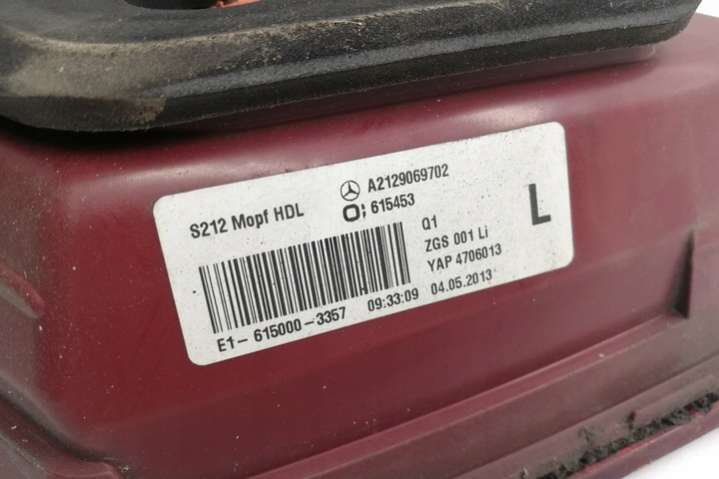 S212 Mopf HDL
A2129069702
615453
Q1
L
ZGS 001 Li
YAP 4706013
E1- 615000-3357 09:33:09 04.05.2013